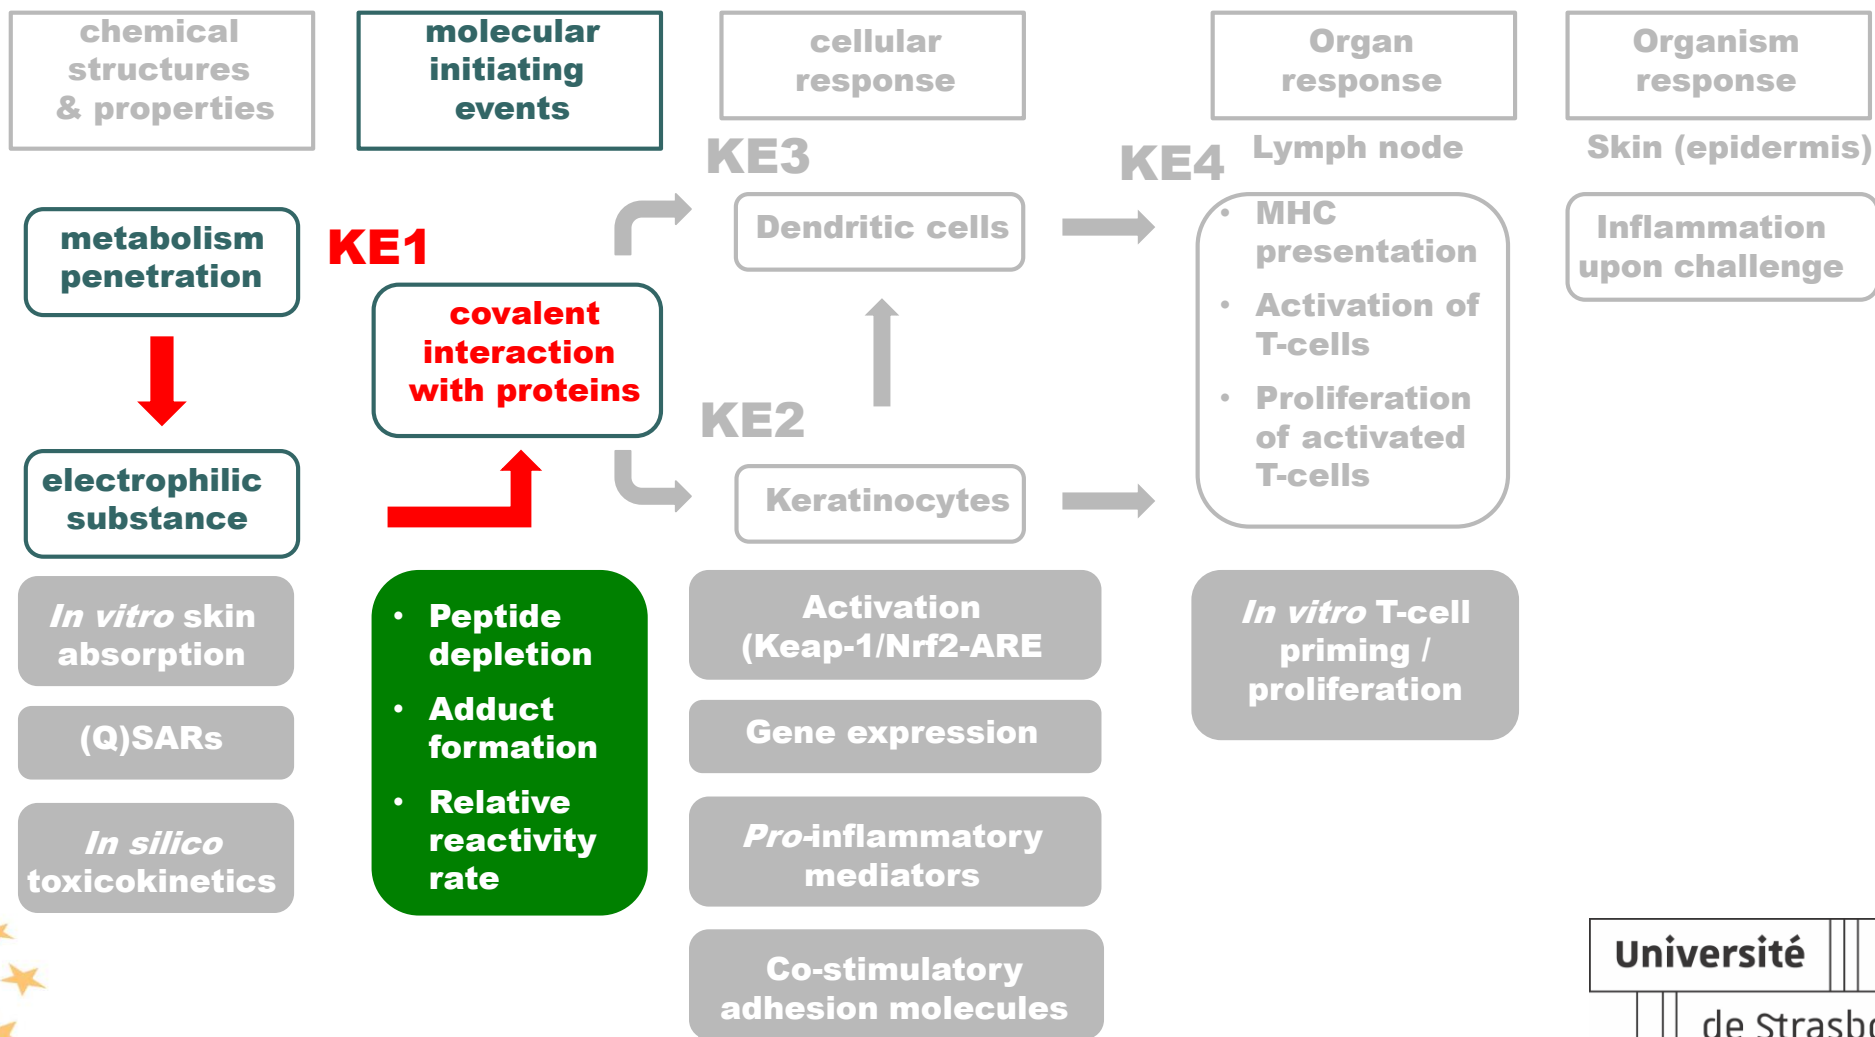 chemical
structures
& properties
molecular
initiating
events
cellular
response
Organ
response
Organism
response
KE3
KE4
Lymph node
Skin (epidermis)
metabolism
penetration
KE1
covalent
interaction
with proteins
Dendritic cells
• MHC
presentation
• Activation of
T-cells
• Proliferation
of activated
T-cells
Inflammation
upon challenge
electrophilic
substance
KE2
Keratinocytes
In vitro skin
absorption
(Q)SARs
In silico
toxicokinetics
• Peptide
depletion
• Adduct
formation
• Relative
reactivity
rate
Activation
(Keap-1/Nrf2-ARE
Gene expression
Pro-inflammatory
mediators
Co-stimulatory
adhesion molecules
In vitro T-cell
priming /
proliferation
Université
de Strasbo